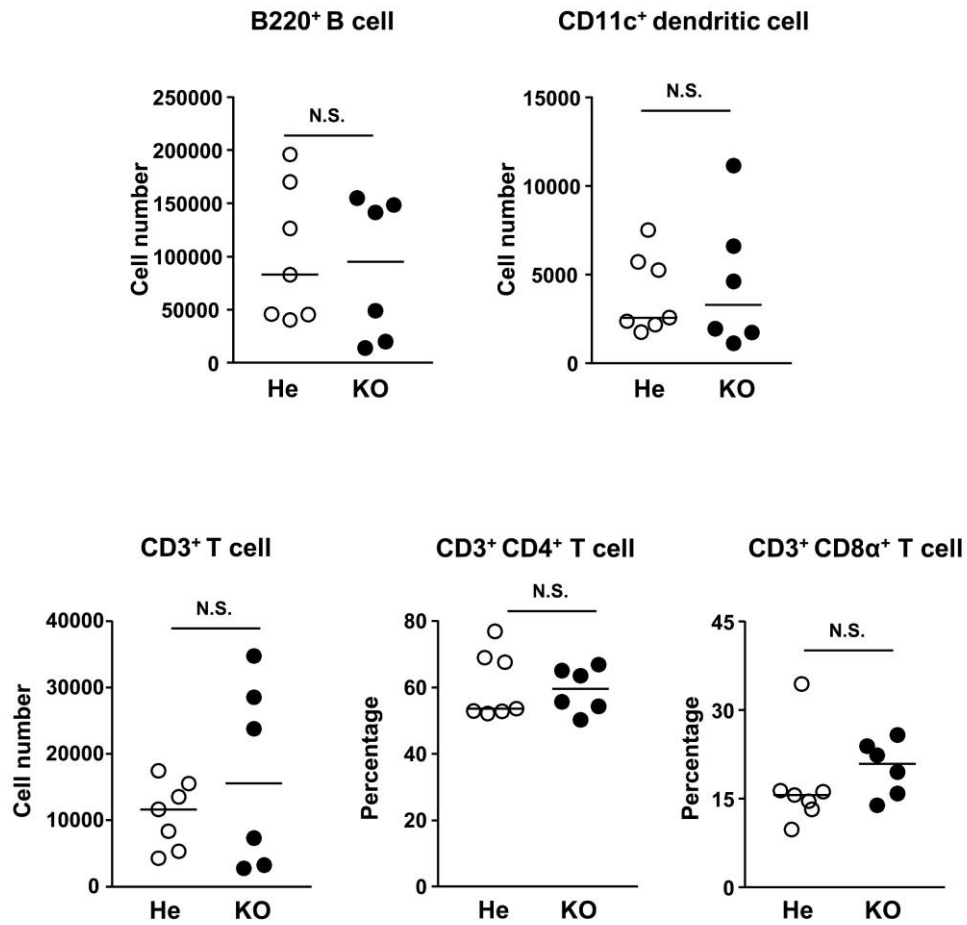 B220⁺ B cell
CD11c⁺ dendritic cell
Cell number
250000
200000
150000
100000
50000
0
N.S.
He
KO
Cell number
15000
10000
5000
0
N.S.
He
KO
CD3⁺ T cell
CD3⁺ CD4⁺ T cell
CD3⁺ CD8α⁺ T cell
Cell number
40000
30000
20000
10000
0
N.S.
He
KO
Percentage
80
60
40
20
0
N.S.
He
KO
Percentage
45
30
15
0
N.S.
He
KO